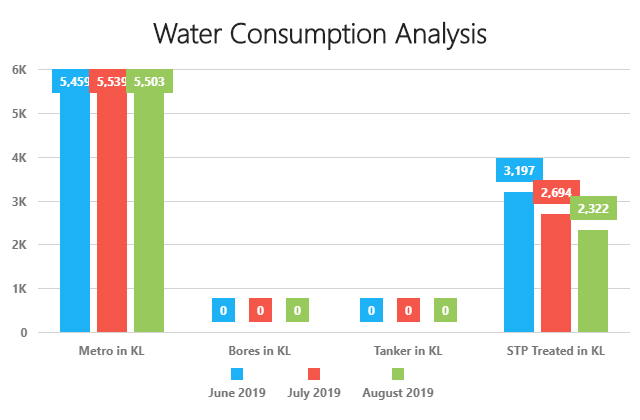 Water Consumption Analysis
6K
5K
4K
3K
2K
1K
0
5,459 5,539 5,503
0 0 0
0 0 0
3,197
2,694
2,322
Metro in KL Bores in KL Tanker in KL STP Treated in KL
June 2019 July 2019 August 2019